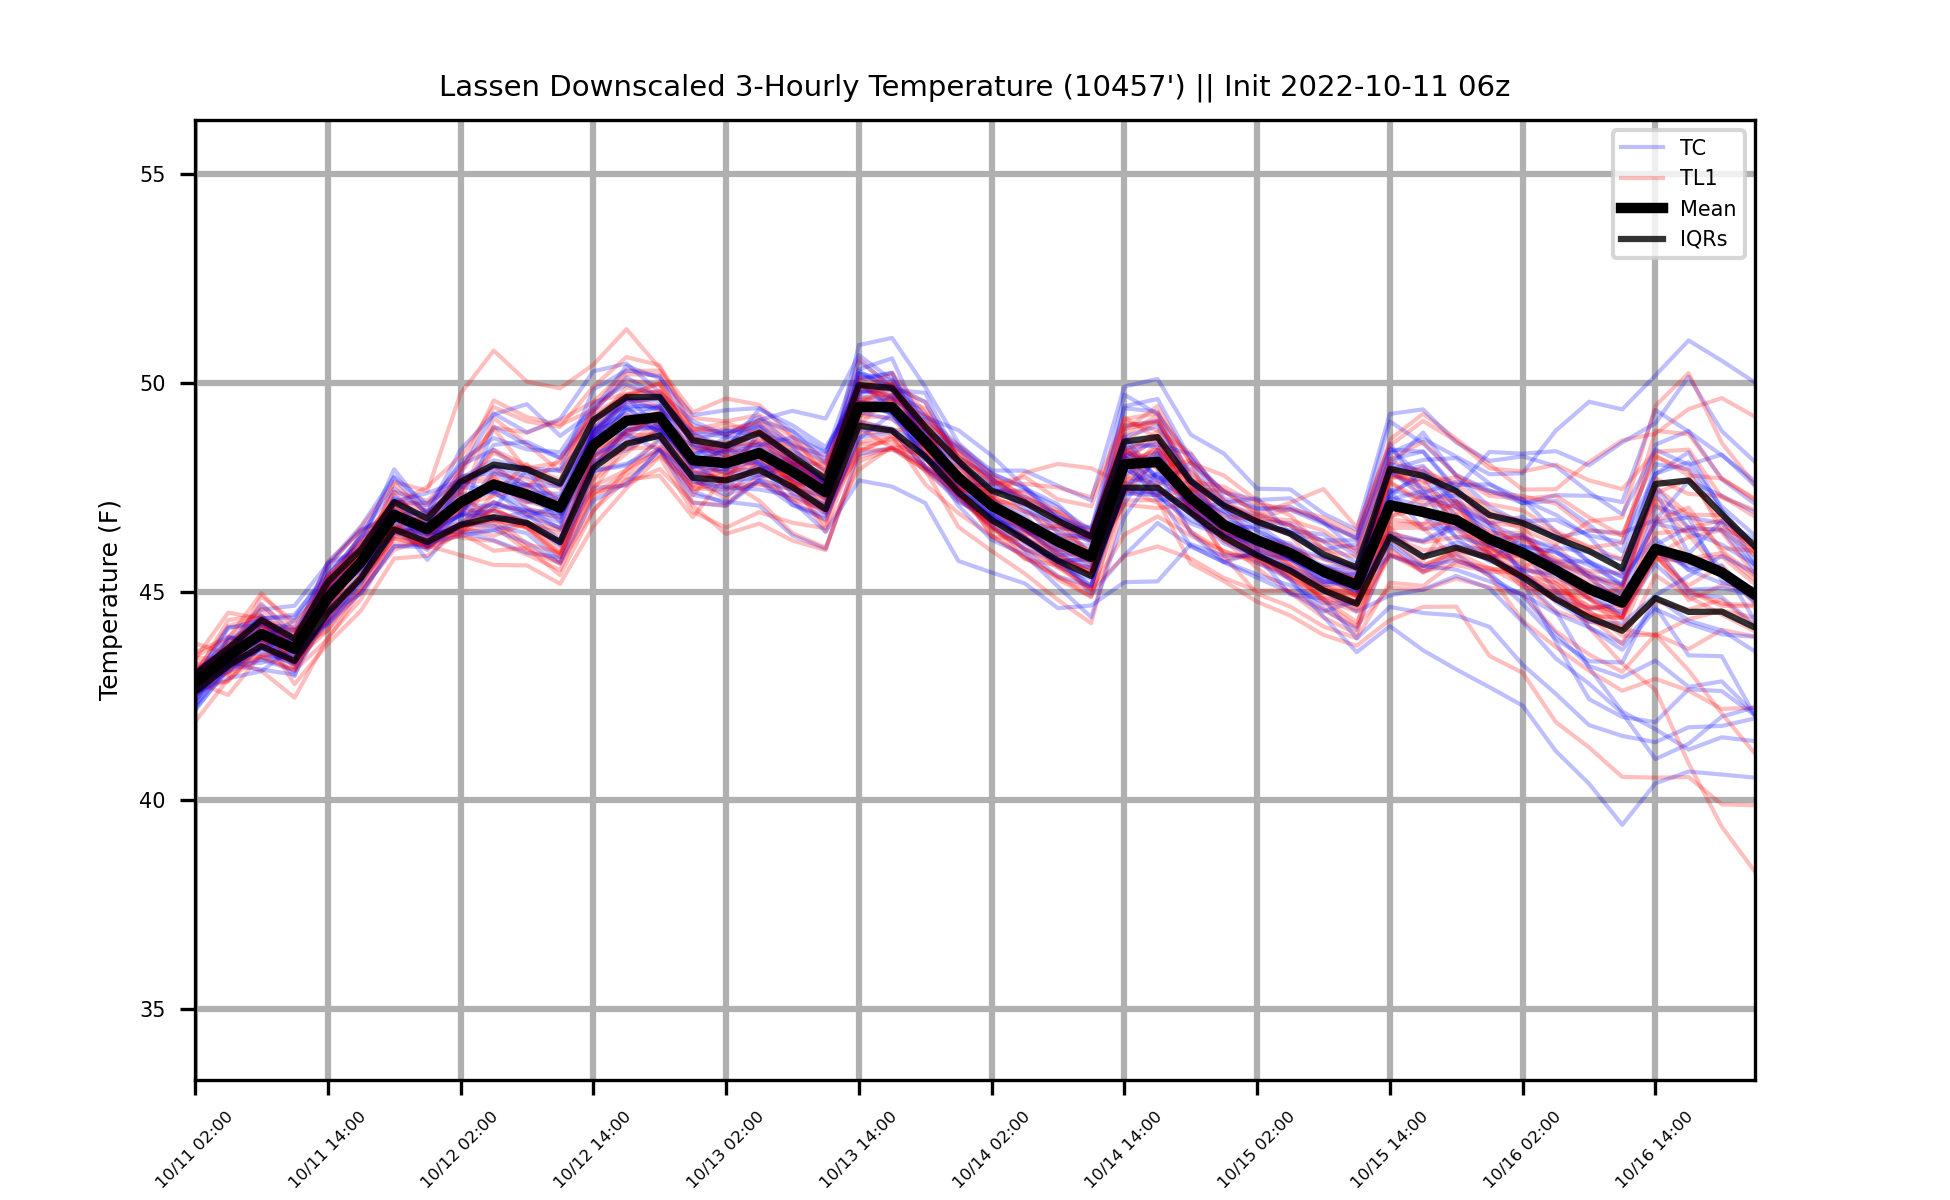 Lassen Downscaled 3-Hourly Temperature (10457') || Init 2022-10-11 06z
TC
TL1
Mean
IQRs
Temperature (F)
55
50
45
40
35
10/11 02:00
10/11 14:00
10/12 02:00
10/12 14:00
10/13 02:00
10/13 14:00
10/14 02:00
10/14 14:00
10/15 02:00
10/15 14:00
10/16 02:00
10/16 14:00